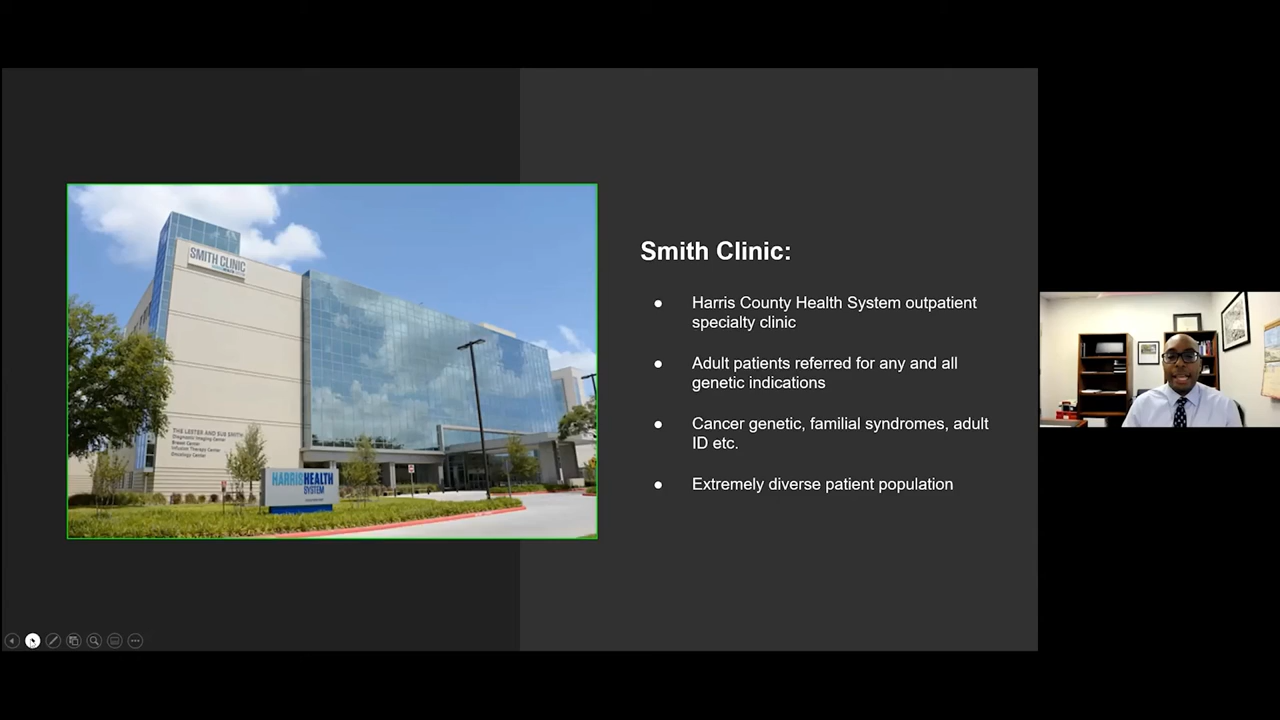 SMITH CLINIC
THE LESTER AND SUE SMITH
Diagnostic Imaging Center
Breast Center
Infusion Therapy Center
Oncology Center
HARRISHEALTH
SYSTEM
Smith Clinic:
● Harris County Health System outpatient
specialty clinic
● Adult patients referred for any and all
genetic indications
● Cancer genetic, familial syndromes, adult
ID etc.
● Extremely diverse patient population